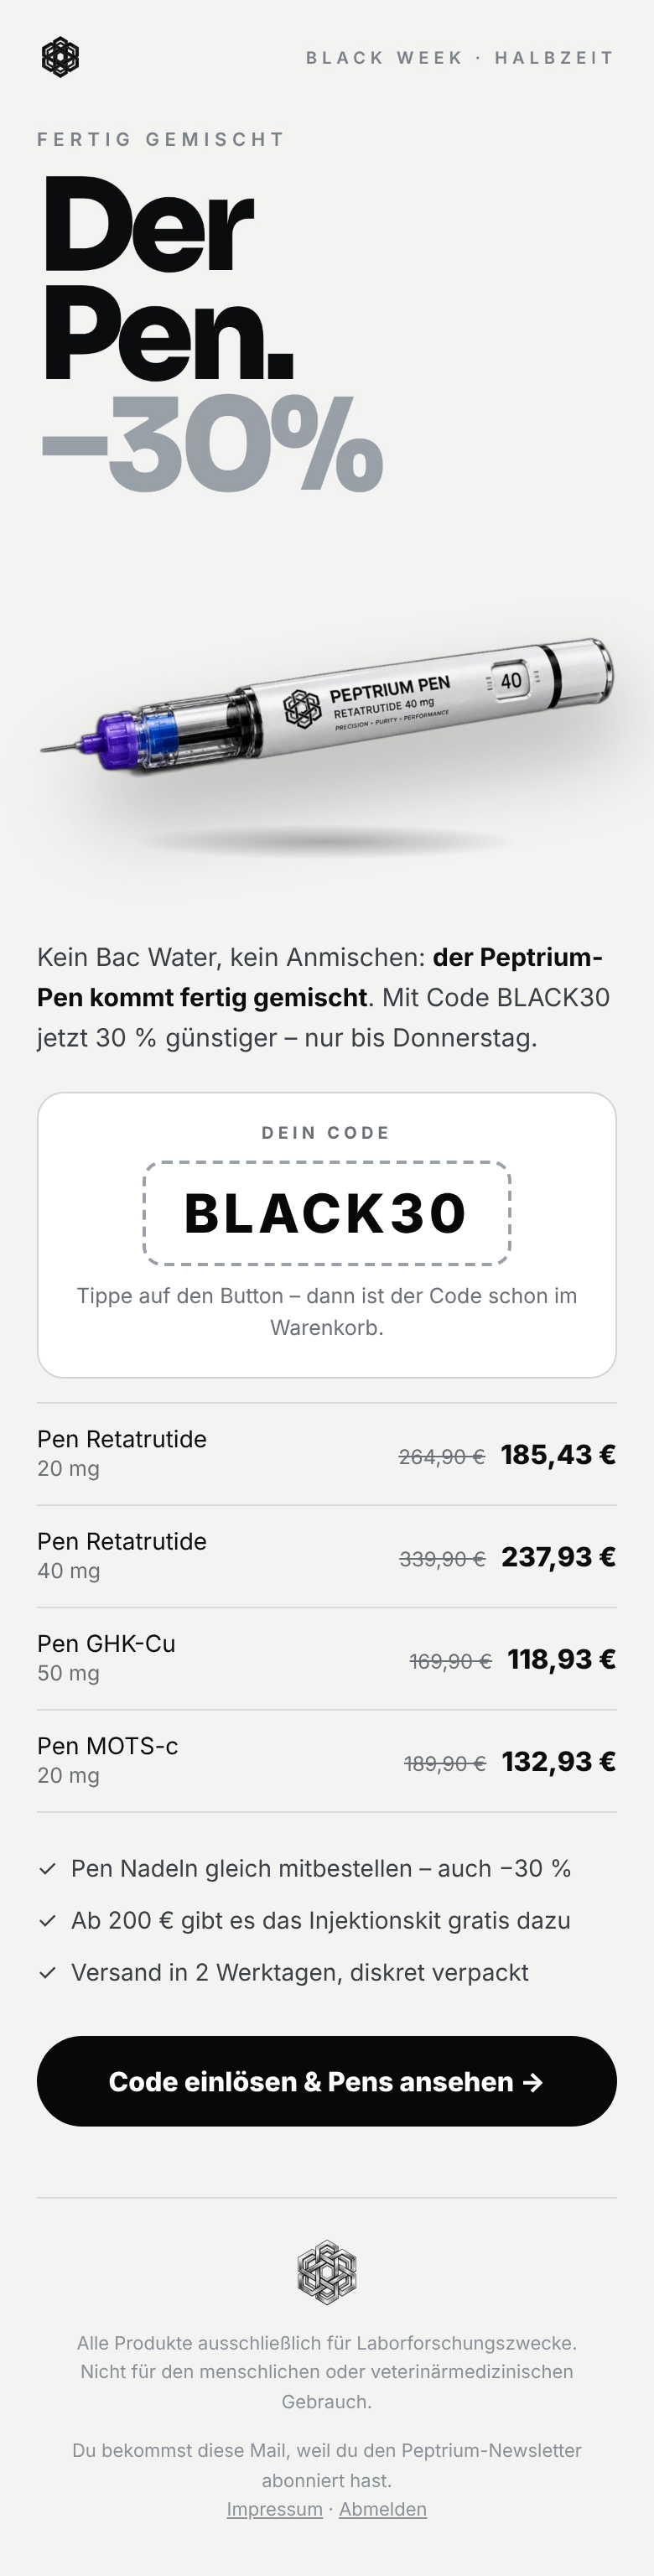 BLACK WEEK · HALBZEIT
FERTIG GEMISCHT
Der
Pen.
−30%
PEPTRIUM PEN
RETATRUTIDE 40 mg
PRECISION • PURITY • PERFORMANCE
40
Kein Bac Water, kein Anmischen: der Peptrium-
Pen kommt fertig gemischt. Mit Code BLACK30
jetzt 30 % günstiger – nur bis Donnerstag.
DEIN CODE
BLACK30
Tippe auf den Button – dann ist der Code schon im
Warenkorb.
Pen Retatrutide
20 mg
264,90 € 185,43 €
Pen Retatrutide
40 mg
339,90 € 237,93 €
Pen GHK-Cu
50 mg
169,90 € 118,93 €
Pen MOTS-c
20 mg
189,90 € 132,93 €
✓ Pen Nadeln gleich mitbestellen – auch −30 %
✓ Ab 200 € gibt es das Injektionskit gratis dazu
✓ Versand in 2 Werktagen, diskret verpackt
Code einlösen & Pens ansehen →
Alle Produkte ausschließlich für Laborforschungszwecke.
Nicht für den menschlichen oder veterinärmedizinischen
Gebrauch.
Du bekommst diese Mail, weil du den Peptrium-Newsletter
abonniert hast.
Impressum · Abmelden